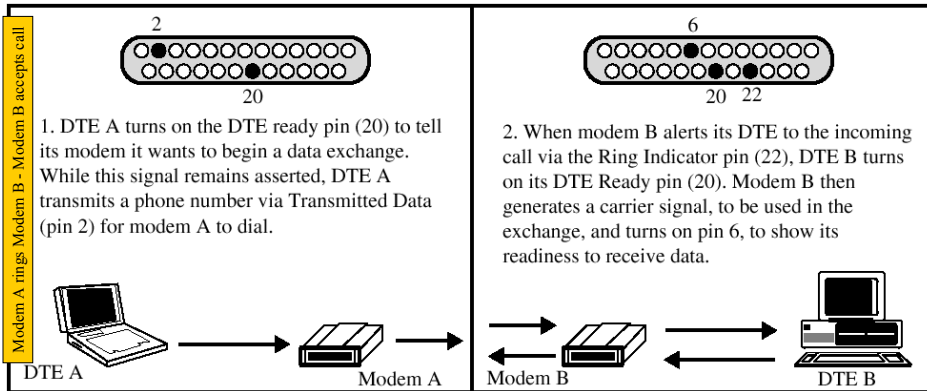 Modem A rings Modem B - Modem B accepts call
2
20
1. DTE A turns on the DTE ready pin (20) to tell
its modem it wants to begin a data exchange.
While this signal remains asserted, DTE A
transmits a phone number via Transmitted Data
(pin 2) for modem A to dial.
DTE A
Modem A
6
20 22
2. When modem B alerts its DTE to the incoming
call via the Ring Indicator pin (22), DTE B turns
on its DTE Ready pin (20). Modem B then
generates a carrier signal, to be used in the
exchange, and turns on pin 6, to show its
readiness to receive data.
Modem B
DTE B